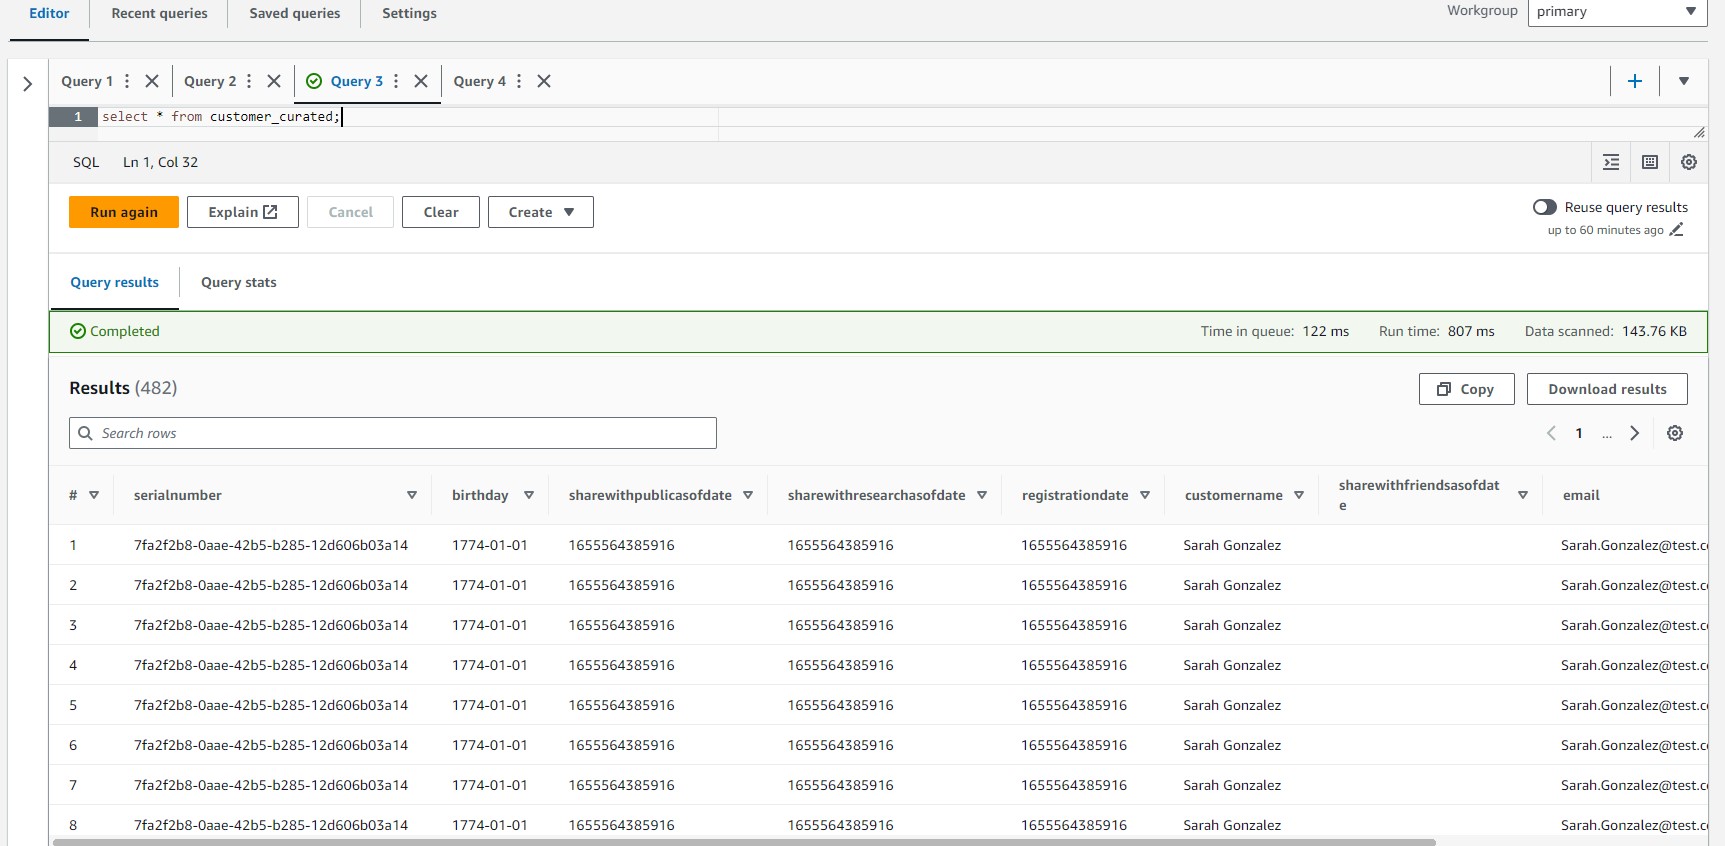 Editor Recent queries Saved queries Settings Workgroup primary
Query 1 Query 2 Query 3 Query 4
1 select * from customer_curated;
SQL Ln 1, Col 32
Run again Explain Cancel Clear Create Reuse query results
up to 60 minutes ago
Query results Query stats
Completed Time in queue: 122 ms Run time: 807 ms Data scanned: 143.76 KB
Results (482) Copy Download results
Search rows 1 ...
# serialnumber birthday sharewithpublicasofdate sharewithresearchasofdate registrationdate customername sharewithfriendsasofdat
e email
1 7fa2f2b8-0aae-42b5-b285-12d606b03a14 1774-01-01 1655564385916 1655564385916 1655564385916 Sarah Gonzalez Sarah.Gonzalez@test.c
2 7fa2f2b8-0aae-42b5-b285-12d606b03a14 1774-01-01 1655564385916 1655564385916 1655564385916 Sarah Gonzalez Sarah.Gonzalez@test.c
3 7fa2f2b8-0aae-42b5-b285-12d606b03a14 1774-01-01 1655564385916 1655564385916 1655564385916 Sarah Gonzalez Sarah.Gonzalez@test.c
4 7fa2f2b8-0aae-42b5-b285-12d606b03a14 1774-01-01 1655564385916 1655564385916 1655564385916 Sarah Gonzalez Sarah.Gonzalez@test.c
5 7fa2f2b8-0aae-42b5-b285-12d606b03a14 1774-01-01 1655564385916 1655564385916 1655564385916 Sarah Gonzalez Sarah.Gonzalez@test.c
6 7fa2f2b8-0aae-42b5-b285-12d606b03a14 1774-01-01 1655564385916 1655564385916 1655564385916 Sarah Gonzalez Sarah.Gonzalez@test.c
7 7fa2f2b8-0aae-42b5-b285-12d606b03a14 1774-01-01 1655564385916 1655564385916 1655564385916 Sarah Gonzalez Sarah.Gonzalez@test.c
8 7fa2f2b8-0aae-42b5-b285-12d606b03a14 1774-01-01 1655564385916 1655564385916 1655564385916 Sarah Gonzalez Sarah.Gonzalez@test.c